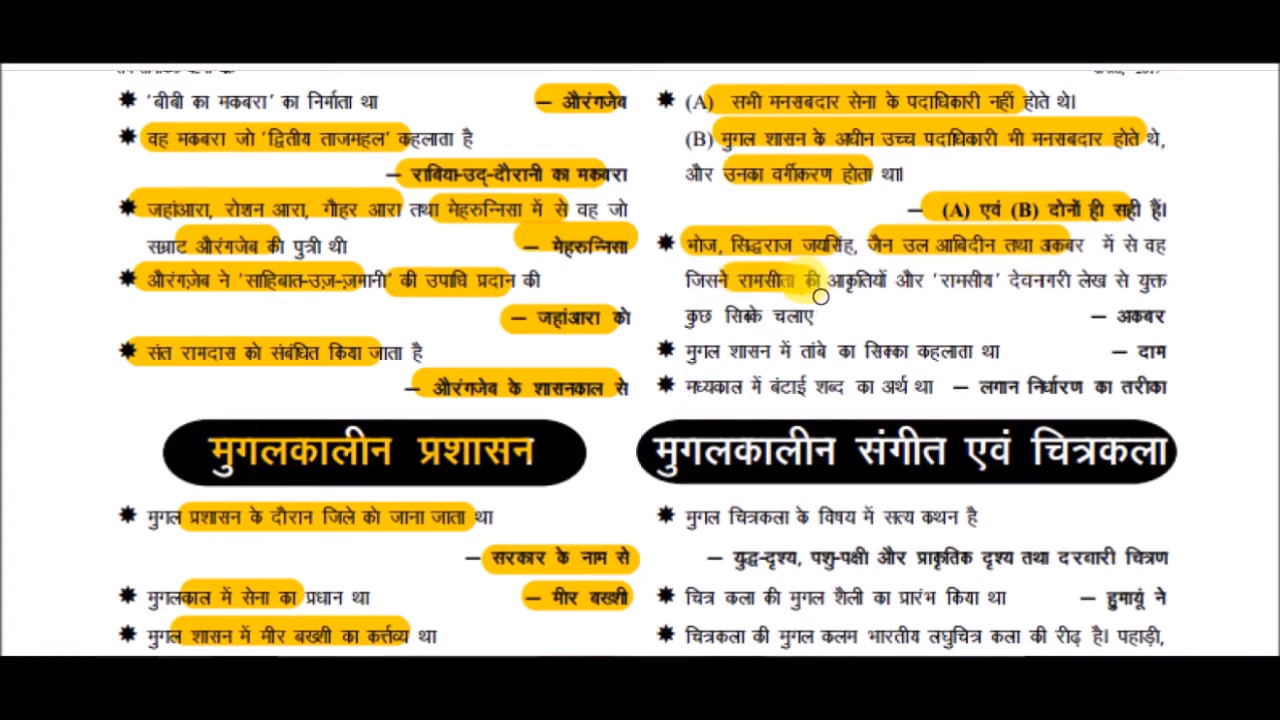 ✷ 'बीबी का मकबरा' का निर्माता था – औरंगजेब
✷ वह मकबरा जो 'द्वितीय ताजमहल' कहलाता है
– राबिया-उद्-दौरानी का मकबरा
✷ जहांआरा, रोशन आरा, गौहर आरा तथा मेहरुन्निसा में से वह जो
सम्राट औरंगजेब की पुत्री थी – मेहरुन्निसा
✷ औरंगज़ेब ने 'साहिबात-उज़-ज़मानी' की उपाधि प्रदान की
– जहांआरा को
✷ संत रामदास को संबंधित किया जाता है
– औरंगजेब के शासनकाल से
मुगलकालीन प्रशासन
✷ मुगल प्रशासन के दौरान जिले को जाना जाता था
– सरकार के नाम से
✷ मुगलकाल में सेना का प्रधान था – मीर बख्शी
✷ मुगल शासन में मीर बख्शी का कर्त्तव्य था
✷ (A) सभी मनसबदार सेना के पदाधिकारी नहीं होते थे।
(B) मुगल शासन के अधीन उच्च पदाधिकारी भी मनसबदार होते थे,
और उनका वर्गीकरण होता था।
– (A) एवं (B) दोनों ही सही हैं।
✷ भोज, सिद्धराज जयसिंह, जैन उल आबिदीन तथा अकबर में से वह
जिसने रामसीता की आकृतियों और 'रामसीय' देवनगरी लेख से युक्त
कुछ सिक्के चलाए – अकबर
✷ मुगल शासन में तांबे का सिक्का कहलाता था – दाम
✷ मध्यकाल में बंटाई शब्द का अर्थ था – लगान निर्धारण का तरीका
मुगलकालीन संगीत एवं चित्रकला
✷ मुगल चित्रकला के विषय में सत्य कथन है
– युद्ध-दृश्य, पशु-पक्षी और प्राकृतिक दृश्य तथा दरबारी चित्रण
✷ चित्र कला की मुगल शैली का प्रारंभ किया था – हुमायूं ने
✷ चित्रकला की मुगल कलम भारतीय लघुचित्र कला की रीढ़ है। पहाड़ी,